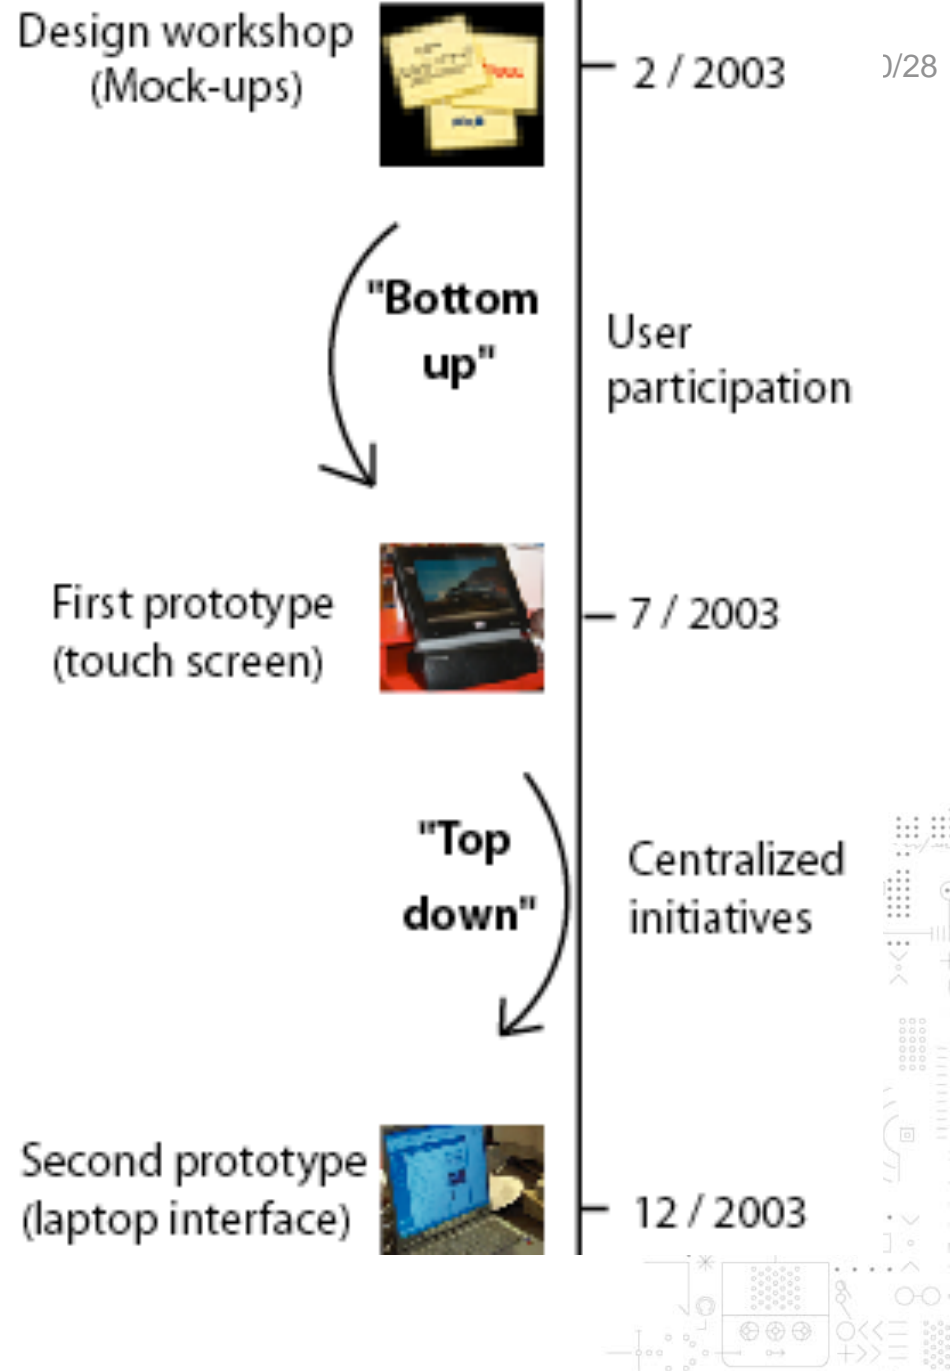 Design workshop
(Mock-ups)
2 / 2003
/28
"Bottom
up"
User
participation
First prototype
(touch screen)
7 / 2003
"Top
down"
Centralized
initiatives
Second prototype
(laptop interface)
12 / 2003